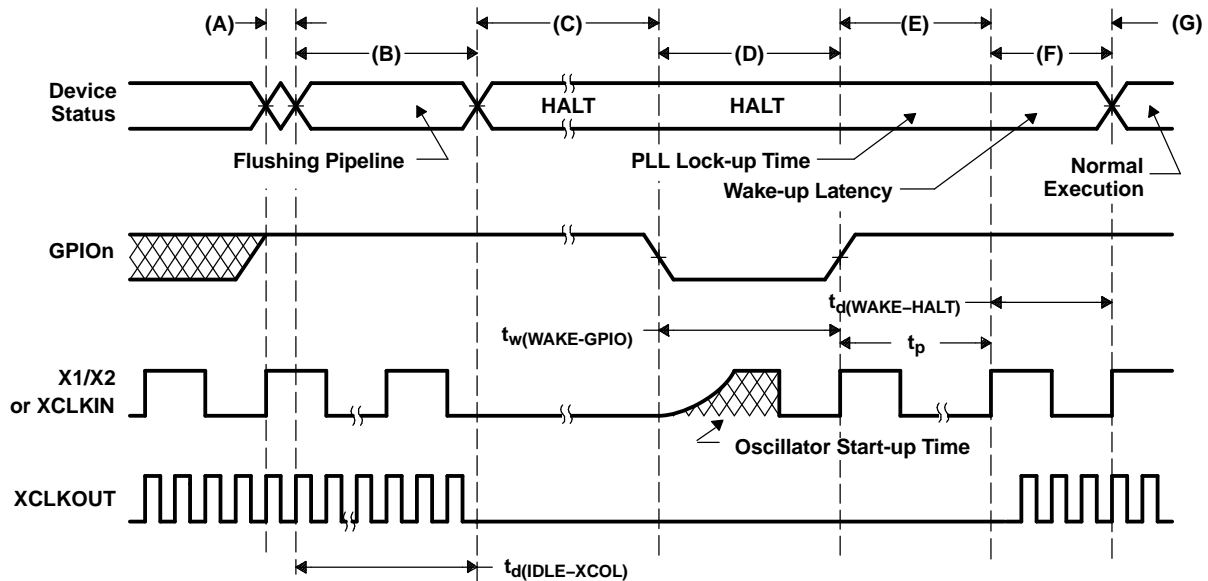 (A)
(B)
(C)
(D)
(E)
(F)
(G)
Device
Status
HALT
HALT
Flushing Pipeline
PLL Lock-up Time
Wake-up Latency
Normal
Execution
GPIOn
td(WAKE−HALT)
tw(WAKE-GPIO)
tp
X1/X2
or XCLKIN
Oscillator Start-up Time
XCLKOUT
td(IDLE−XCOL)